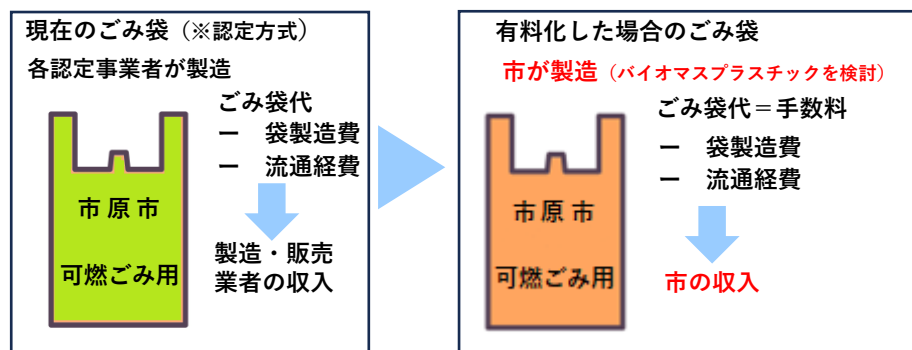 現在のごみ袋（※認定方式）
各認定事業者が製造
ごみ袋代
ー　袋製造費
ー　流通経費
製造・販売
業者の収入
市原市
可燃ごみ用
有料化した場合のごみ袋
市が製造（バイオマスプラスチックを検討）
ごみ袋代＝手数料
ー　袋製造費
ー　流通経費
市の収入
市原市
可燃ごみ用